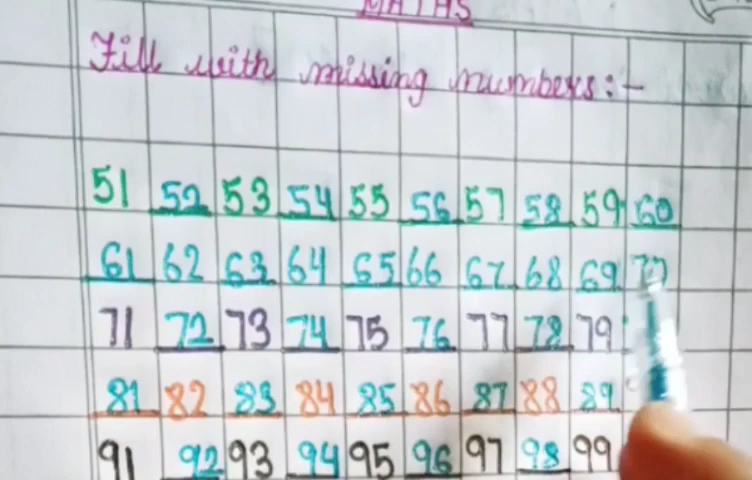 MATHS
Fill with missing numbers:-
51 52 53 54 55 56 57 58 59 60
61 62 63 64 65 66 67 68 69 70
71 72 73 74 75 76 77 78 79
81 82 83 84 85 86 87 88 89
91 92 93 94 95 96 97 98 99